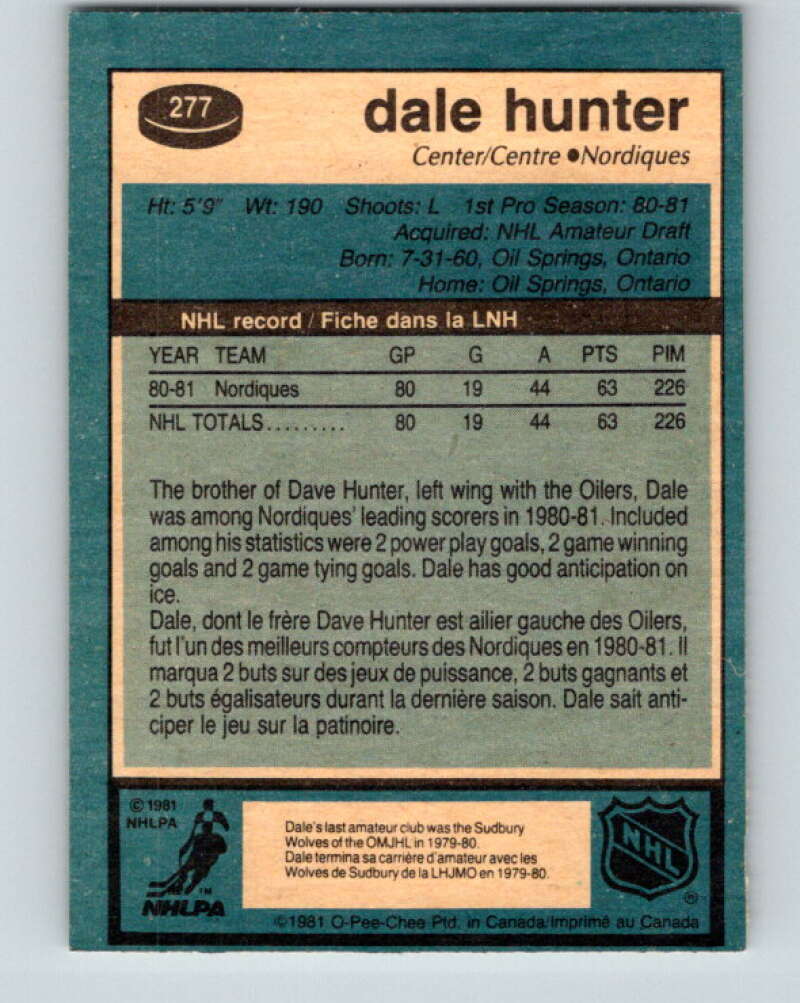 277
dale hunter
Center/Centre ●Nordiques
Ht: 5'9" Wt: 190 Shoots: L 1st Pro Season: 80-81
Acquired: NHL Amateur Draft
Born: 7-31-60, Oil Springs, Ontario
Home: Oil Springs, Ontario
NHL record / Fiche dans la LNH
YEAR TEAM GP G A PTS PIM
80-81 Nordiques 80 19 44 63 226
NHL TOTALS......... 80 19 44 63 226
The brother of Dave Hunter, left wing with the Oilers, Dale
was among Nordiques' leading scorers in 1980-81. Included
among his statistics were 2 power play goals, 2 game winning
goals and 2 game tying goals. Dale has good anticipation on
ice.
Dale, dont le frère Dave Hunter est ailier gauche des Oilers,
fut l'un des meilleurs compteurs des Nordiques en 1980-81. Il
marqua 2 buts sur des jeux de puissance, 2 buts gagnants et
2 buts égalisateurs durant la dernière saison. Dale sait anti-
ciper le jeu sur la patinoire.
© 1981
NHLPA
TM
NHLPA
Dale's last amateur club was the Sudbury
Wolves of the OMJHL in 1979-80.
Dale termina sa carrière d'amateur avec les
Wolves de Sudbury de la LHJMO en 1979-80.
NHL
®
©1981 O-Pee-Chee Ptd. in Canada/Imprimé au Canada